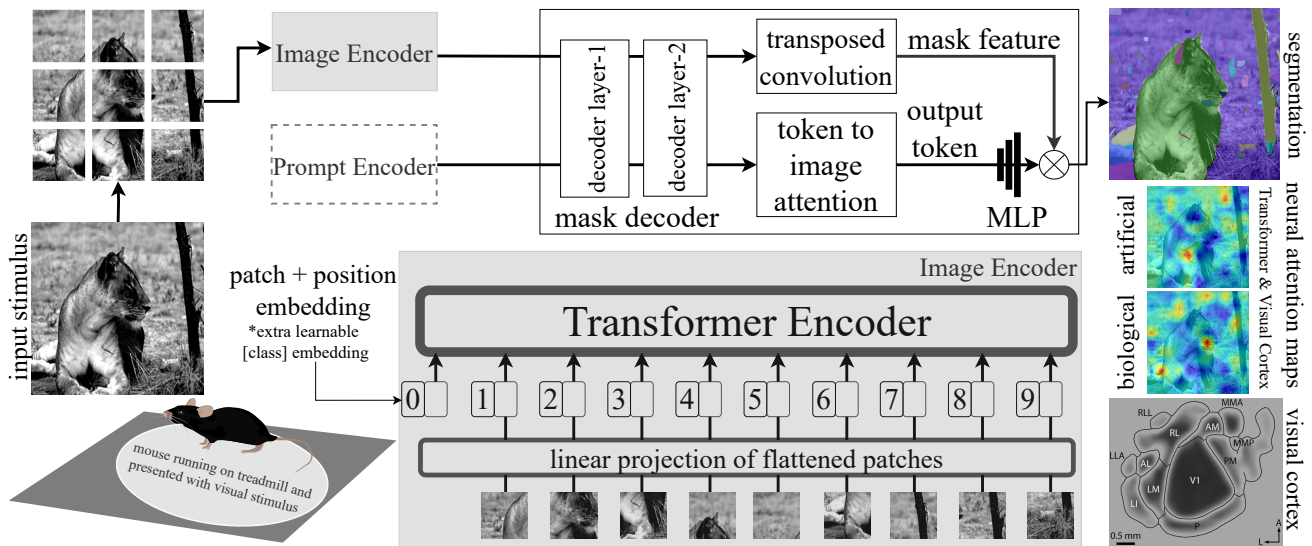 Image Encoder
Prompt Encoder
decoder layer-1
decoder layer-2
mask decoder
transposed
convolution
mask feature
token to
image
attention
output
token
MLP
segmentation
input stimulus
patch + position
embedding
*extra learnable
[class] embedding
Image Encoder
Transformer Encoder
0 1 2 3 4 5 6 7 8 9
linear projection of flattened patches
mouse running on treadmill and
presented with visual stimulus
artificial
biological
Transformer & Visual Cortex
neural attention maps
visual cortex
MMA
RLL
AM
RL
MMP
LLA
AL
PM
V1
LM
LI
P
0.5 mm
A
L